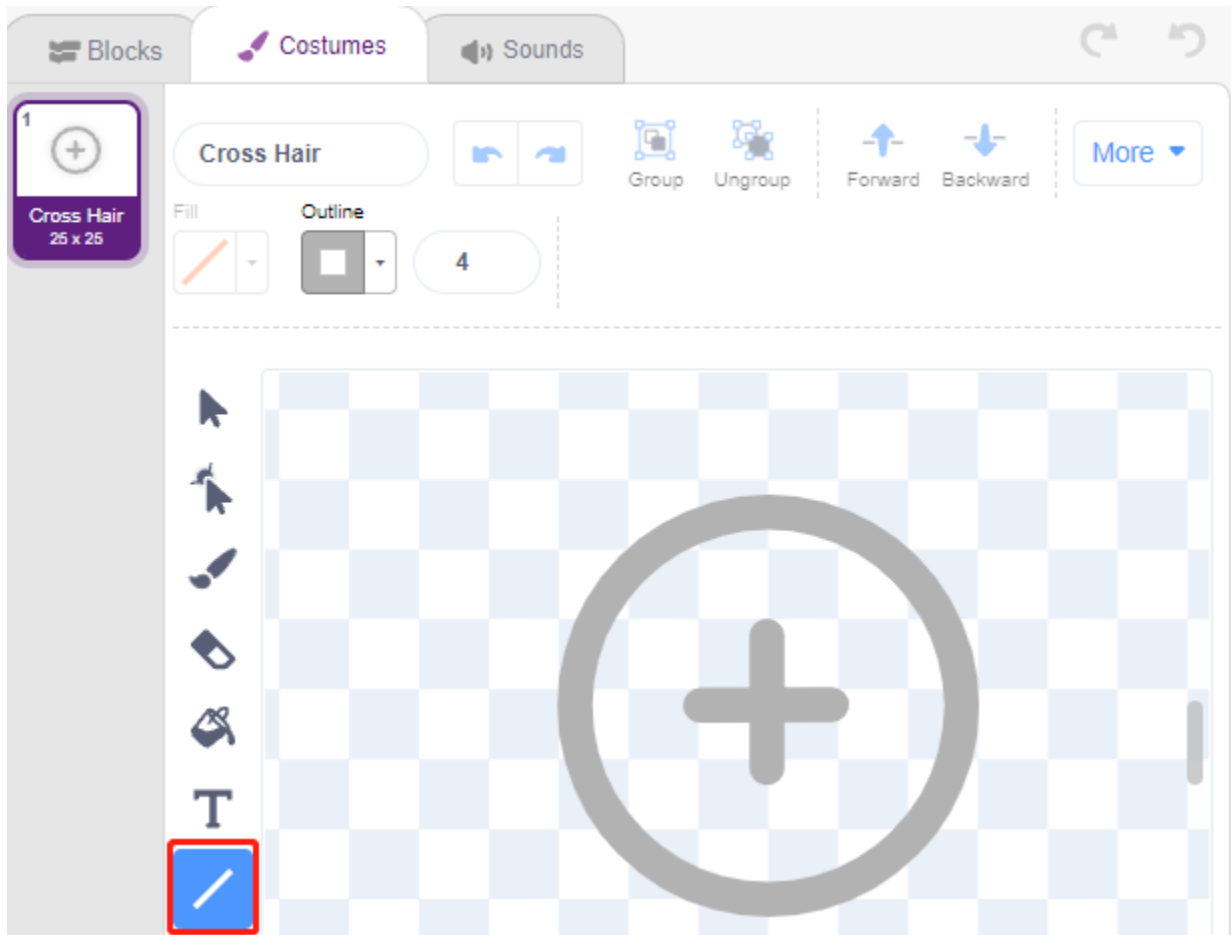 Blocks
Costumes
Sounds
1
Cross Hair
25 x 25
Cross Hair
Group
Ungroup
Forward
Backward
More
Fill
Outline
4
T